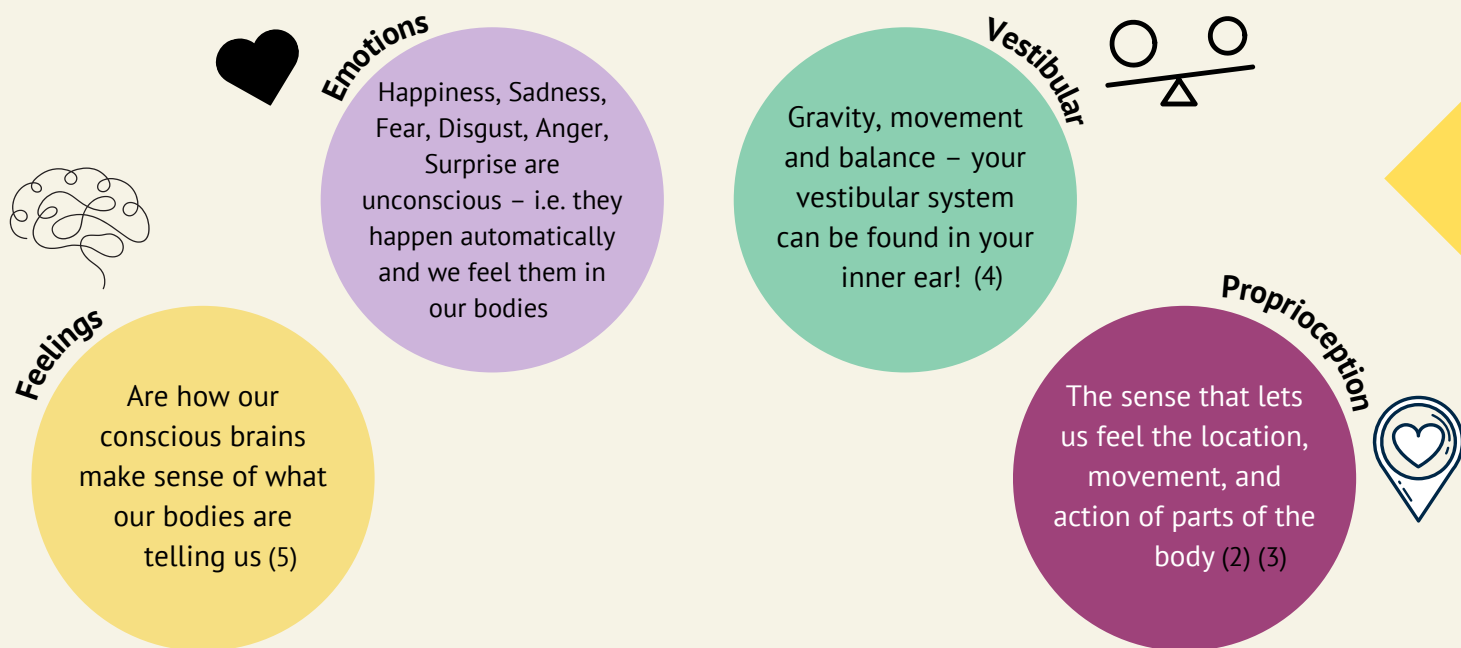 Emotions
Happiness, Sadness,
Fear, Disgust, Anger,
Surprise are
unconscious – i.e. they
happen automatically
and we feel them in
our bodies
Vestibular
Gravity, movement
and balance – your
vestibular system
can be found in your
inner ear! (4)
Feelings
Are how our
conscious brains
make sense of what
our bodies are
telling us (5)
Proprioception
The sense that lets
us feel the location,
movement, and
action of parts of the
body (2) (3)